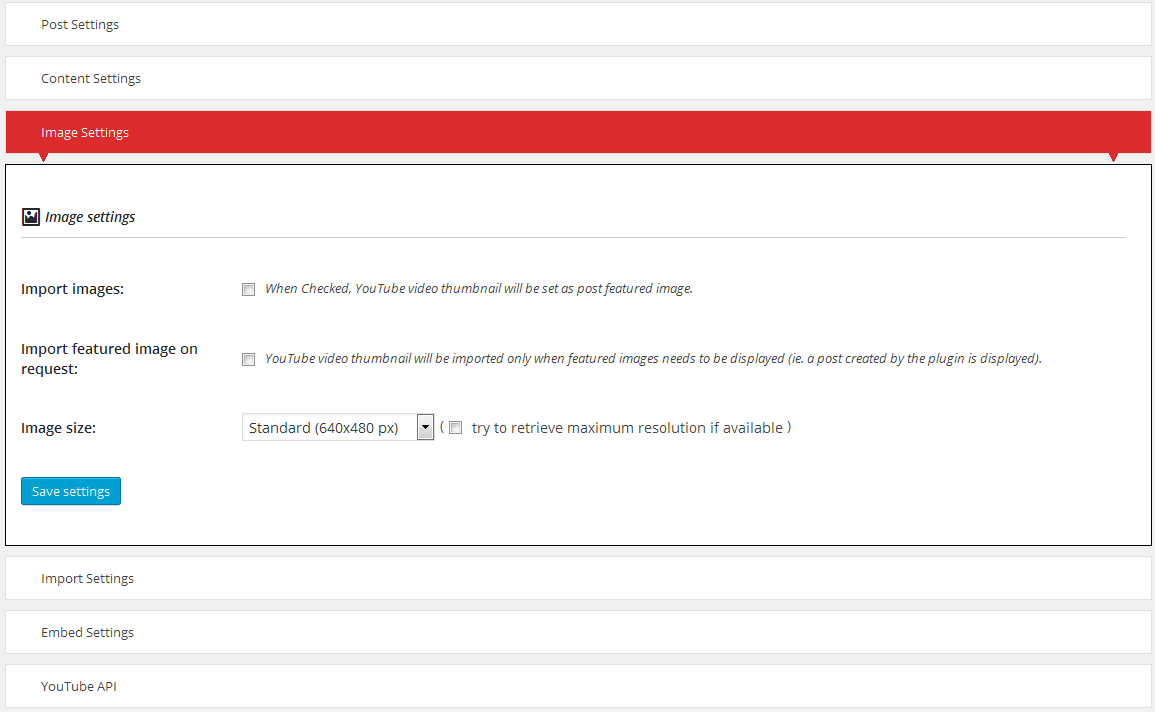 Post Settings
Content Settings
Image Settings
Image settings
Import images:
When Checked, YouTube video thumbnail will be set as post featured image.
Import featured image on
request:
YouTube video thumbnail will be imported only when featured images needs to be displayed (ie. a post created by the plugin is displayed).
Image size:
Standard (640x480 px) ( try to retrieve maximum resolution if available )
Save settings
Import Settings
Embed Settings
YouTube API